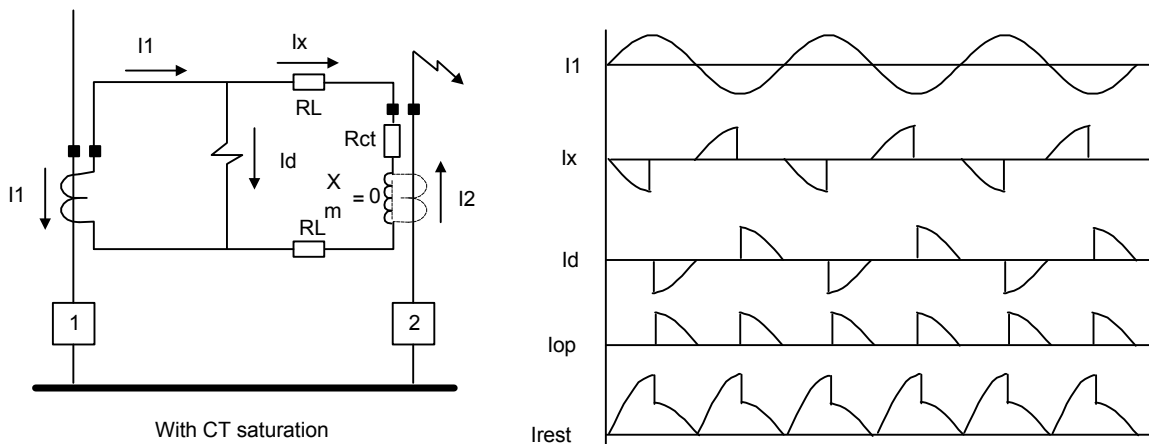 I1
Ix
RL
Rct
I1
Id
X
m
= 0
I2
RL
1
2
With CT saturation
I1
Ix
Id
Iop
Irest